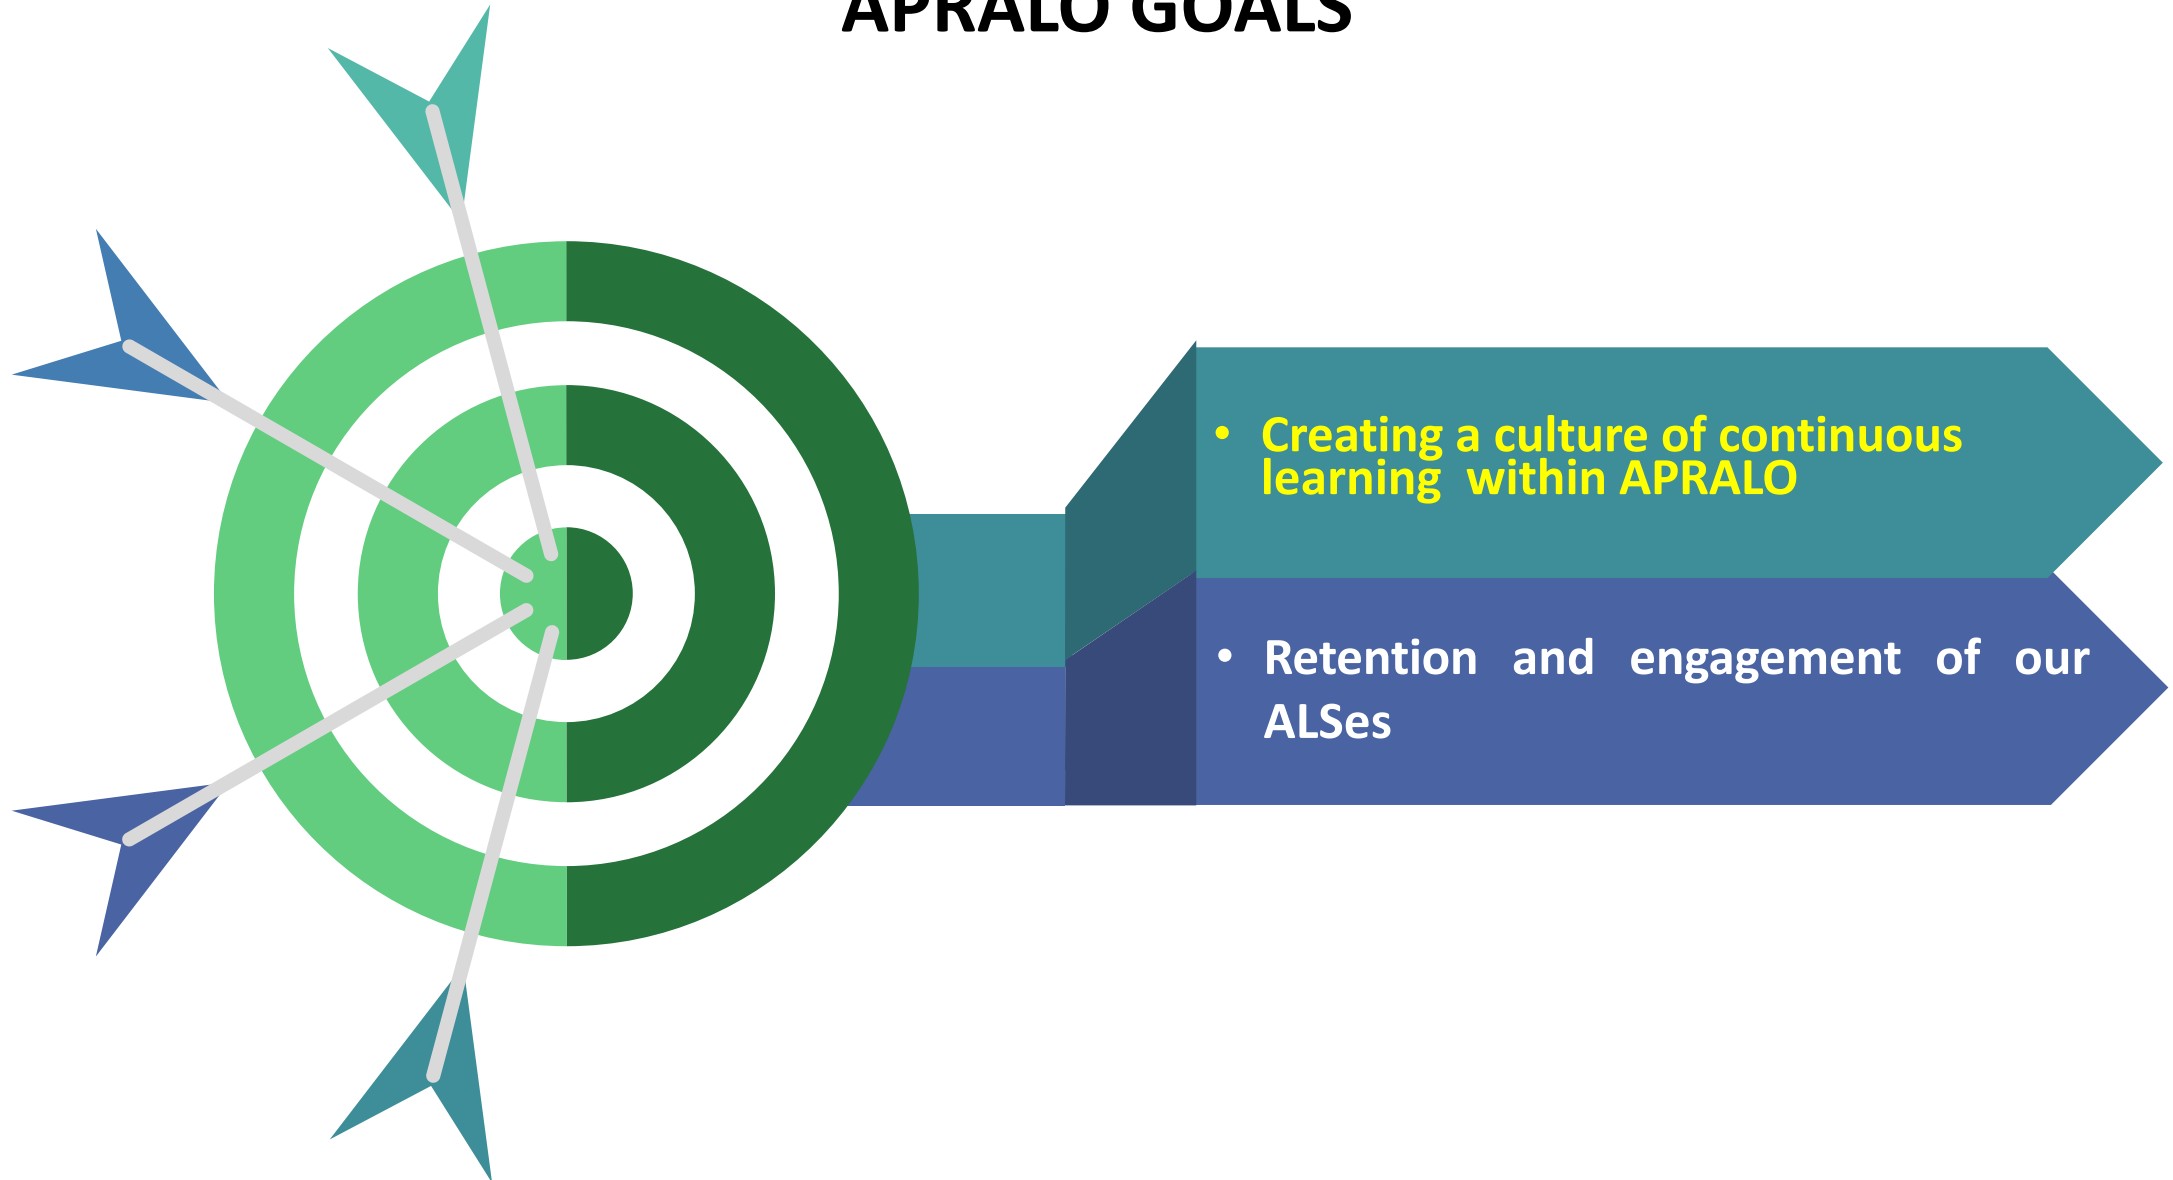 APRALO GOALS
• Creating a culture of continuous
learning within APRALO
• Retention and engagement of our
ALSes